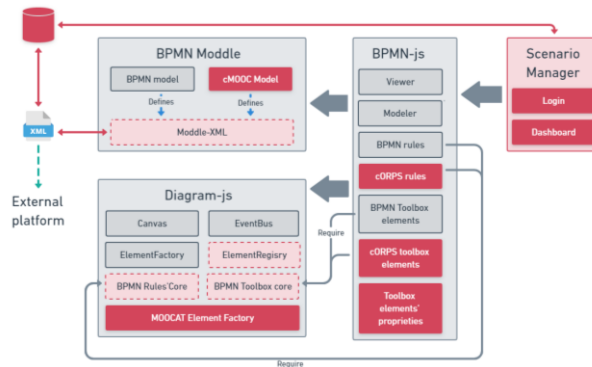 BPMN Moddle
BPMN model
cMOOC Model
Defines
Defines
Moddle-XML
XML
External
platform
BPMN-js
Viewer
Modeler
BPMN rules
cORPS rules
BPMN Toolbox
elements
cORPS toolbox
elements
Toolbox
elements'
proprieties
Scenario
Manager
Login
Dashboard
Diagram-js
Canvas
EventBus
ElementFactory
ElementRegisry
BPMN Rules'Core
BPMN Toolbox core
MOOCAT Element Factory
Require
Require